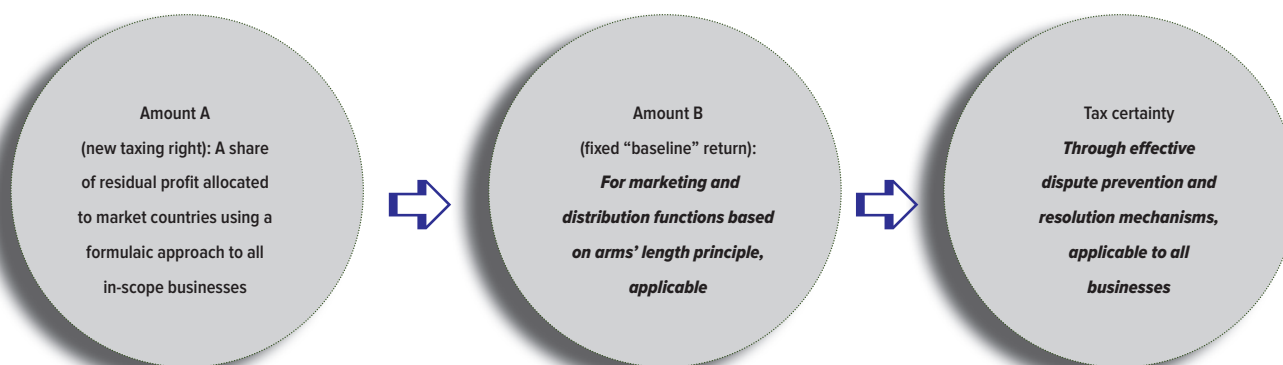 Amount A
(new taxing right): A share
of residual profit allocated
to market countries using a
formulaic approach to all
in-scope businesses
Amount B
(fixed “baseline” return):
For marketing and
distribution functions based
on arms’ length principle,
applicable
Tax certainty
Through effective
dispute prevention and
resolution mechanisms,
applicable to all
businesses